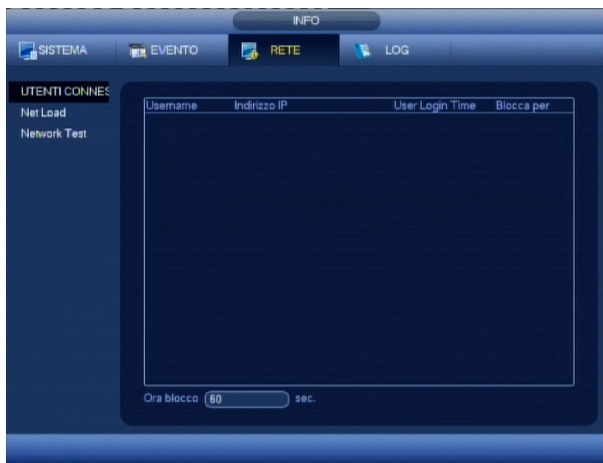 INFO
SISTEMA EVENTO RETE LOG
UTENTI CONNES
Net Load
Network Test
Username Indirizzo IP User Login Time Blocca per
Ora blocco 60 sec.